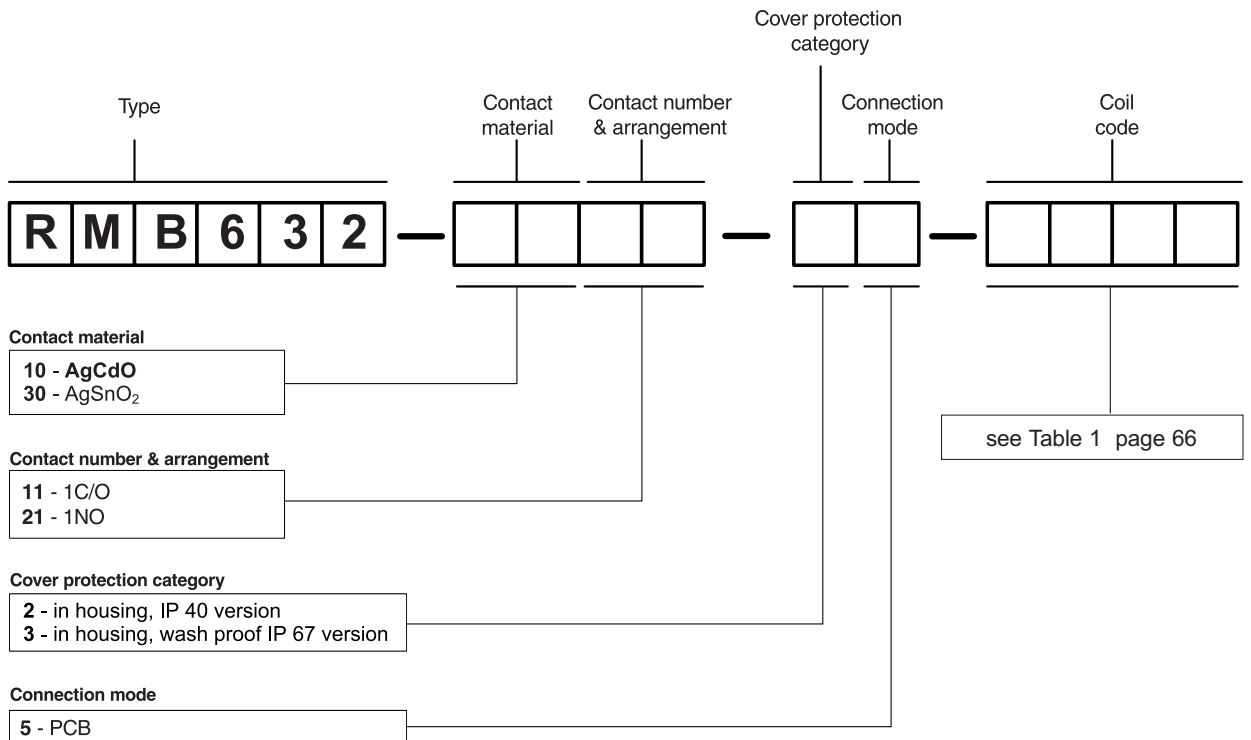 Cover protection
category
Type
Contact
material
Contact number
& arrangement
Connection
mode
Coil
code
R M B 6 3 2
Contact material
10 - AgCdO
30 - AgSnO₂
Contact number & arrangement
11 - 1C/O
21 - 1NO
see Table 1 page 66
Cover protection category
2 - in housing, IP 40 version
3 - in housing, wash proof IP 67 version
Connection mode
5 - PCB